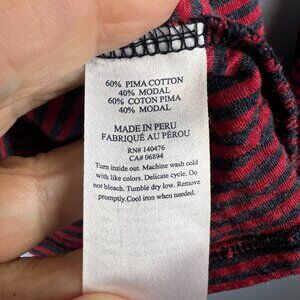 60% PIMA COTTON
40% MODAL
60% COTON PIMA
40% MODAL
MADE IN PERU
FABRIQUÉ AU PÉROU
RN# 140476
CA# 06894
Turn inside out. Machine wash cold
with like colors. Delicate cycle. Do
not bleach. Tumble dry low. Remove
promptly.Cool iron when needed.